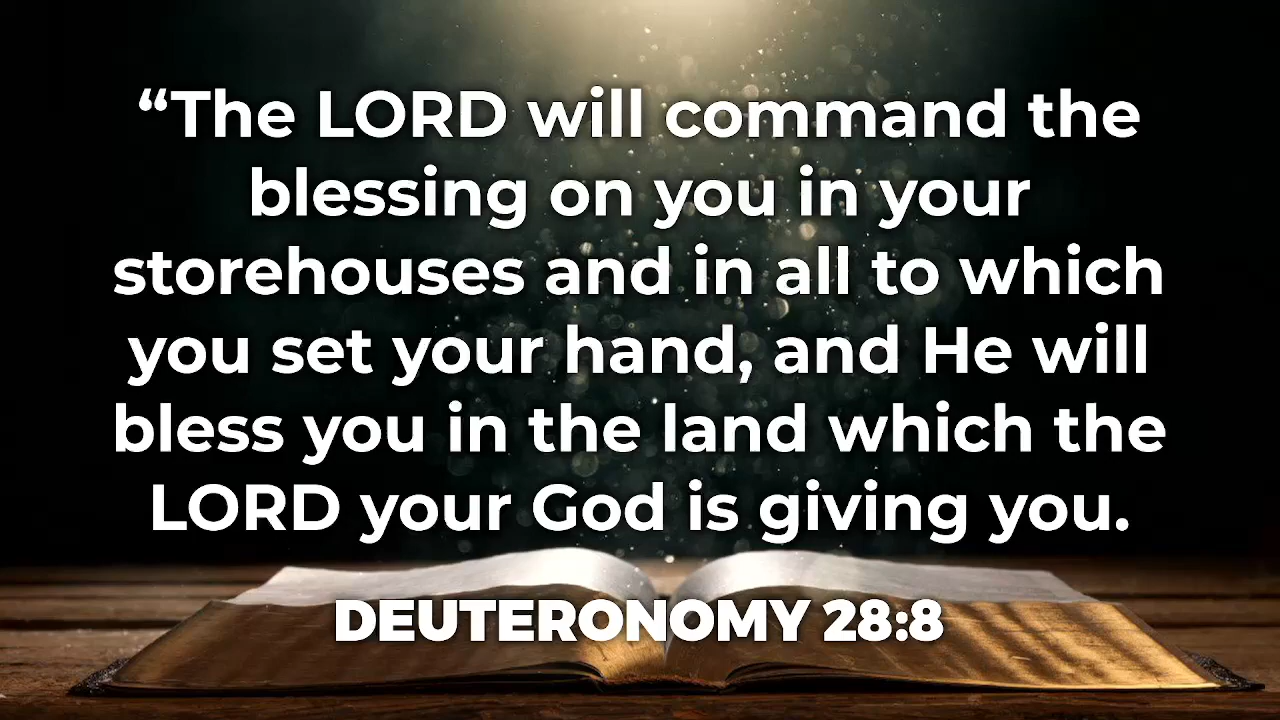 “The LORD will command the
blessing on you in your
storehouses and in all to which
you set your hand, and He will
bless you in the land which the
LORD your God is giving you.
DEUTERONOMY 28:8